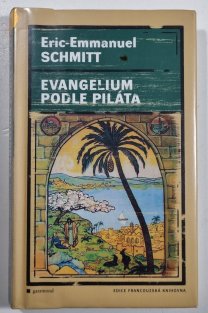 Eric-Emmanuel
SCHMITT
EVANGELIUM
PODLE PILÁTA
garamond
EDICE FRANCOUZSKÁ KNIHOVNA